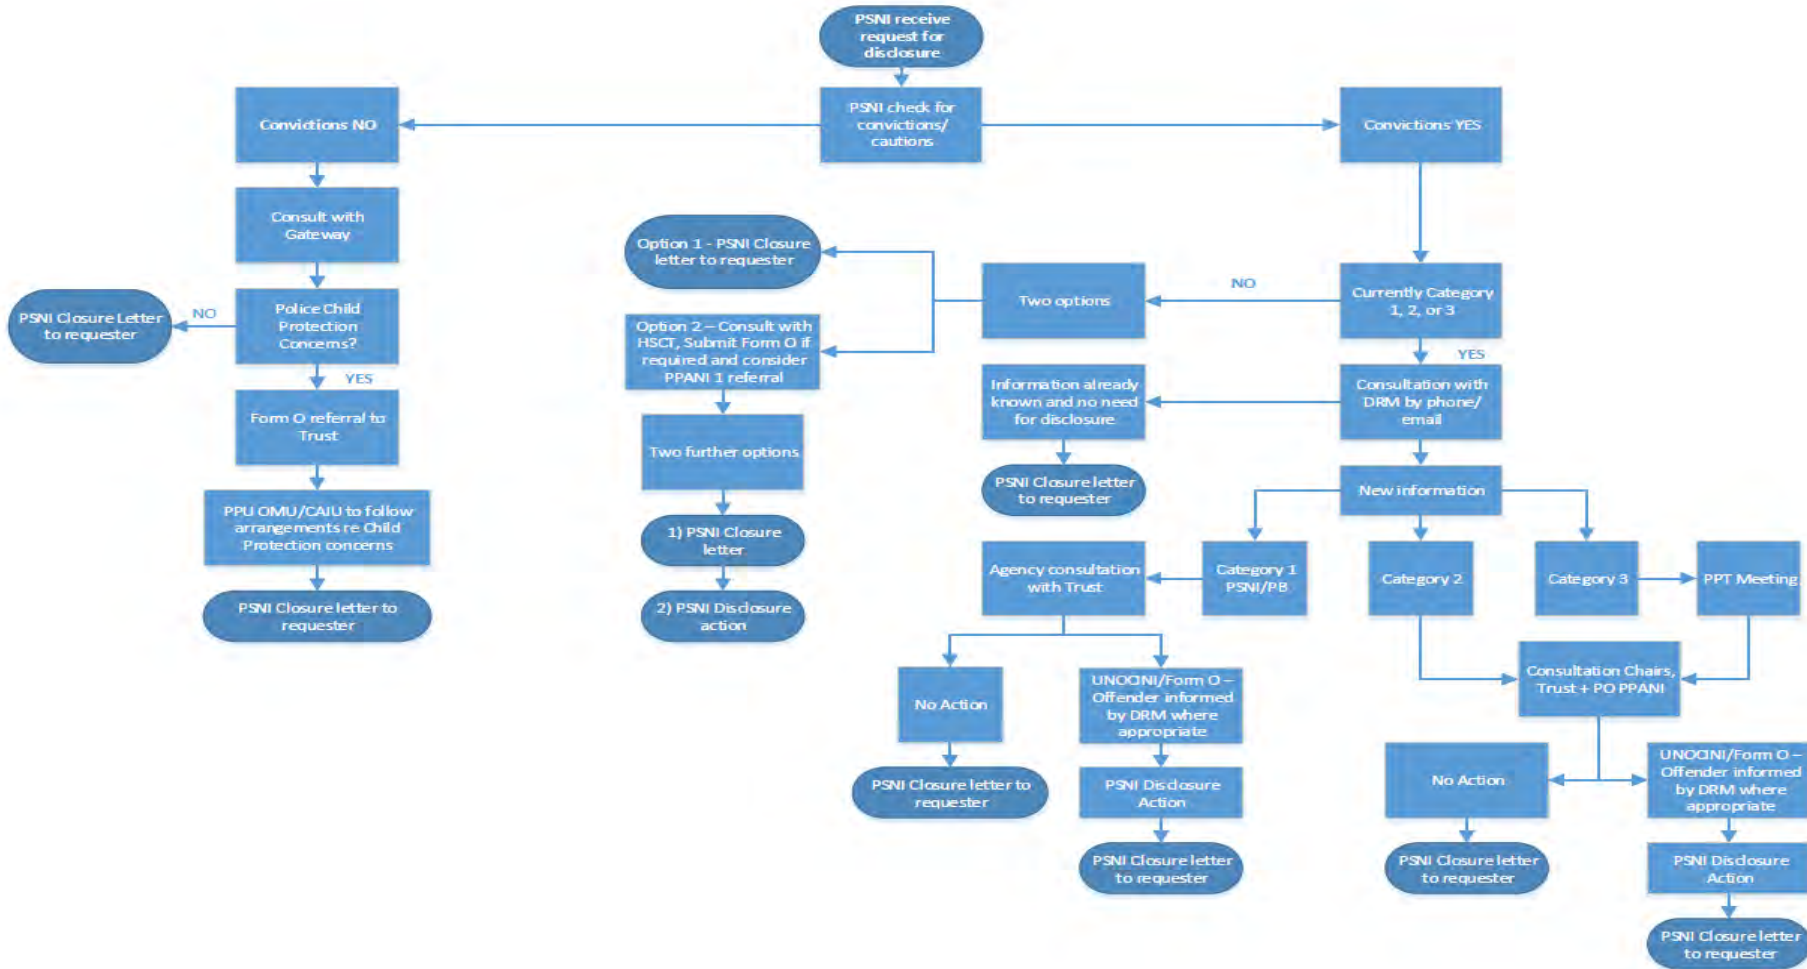 PSNI receive
request for
disclosure
Convictions NO
PSNI check for
convictions/
cautions
Convictions YES
Consult with
Gateway
Option 1 - PSNI Closure
letter to requester
Two options
NO
Currently Category
1, 2, or 3
PSNI Closure Letter
to requester
NO
Police Child
Protection
Concerns?
Option 2 – Consult with
HSCT, Submit Form O if
required and consider
PPANI 1 referral
YES
YES
Information already
known and no need
for disclosure
Consultation with
DRM by phone/
email
Form O referral to
Trust
Two further options
PSNI Closure letter
to requester
New information
PPU OMU/CAIU to follow
arrangements re Child
Protection concerns
1) PSNI Closure
letter
Agency consultation
with Trust
Category 1
PSNI/PB
Category 2
Category 3
PPT Meeting
PSNI Closure letter to
requester
2) PSNI Disclosure
action
No Action
UNOCINI/Form O –
Offender informed
by DRM where
appropriate
Consultation Chairs,
Trust + PO PPANI
PSNI Closure letter to
requester
PSNI Disclosure
Action
No Action
UNOCINI/Form O –
Offender informed
by DRM where
appropriate
PSNI Closure letter
to requester
PSNI Closure letter
to requester
PSNI Disclosure
Action
PSNI Closure letter
to requester